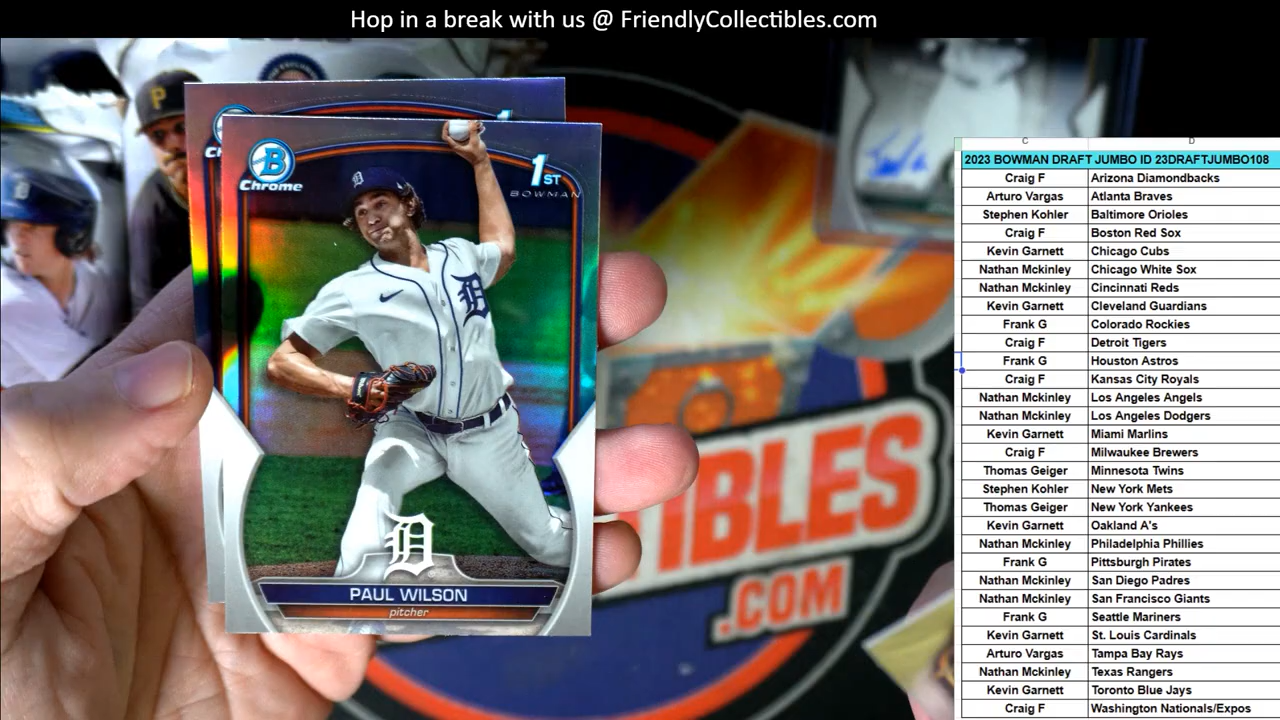 Hop in a break with us @ FriendlyCollectibles.com
B
Chrome
1ST
BOWMAN
D
PAUL WILSON
pitcher
P
IBLES
.COM
C D
2023 BOWMAN DRAFT JUMBO ID 23DRAFTJUMBO108
Craig F Arizona Diamondbacks
Arturo Vargas Atlanta Braves
Stephen Kohler Baltimore Orioles
Craig F Boston Red Sox
Kevin Garnett Chicago Cubs
Nathan Mckinley Chicago White Sox
Nathan Mckinley Cincinnati Reds
Kevin Garnett Cleveland Guardians
Frank G Colorado Rockies
Craig F Detroit Tigers
Frank G Houston Astros
Craig F Kansas City Royals
Nathan Mckinley Los Angeles Angels
Nathan Mckinley Los Angeles Dodgers
Kevin Garnett Miami Marlins
Craig F Milwaukee Brewers
Thomas Geiger Minnesota Twins
Stephen Kohler New York Mets
Thomas Geiger New York Yankees
Kevin Garnett Oakland A's
Nathan Mckinley Philadelphia Phillies
Frank G Pittsburgh Pirates
Nathan Mckinley San Diego Padres
Nathan Mckinley San Francisco Giants
Frank G Seattle Mariners
Kevin Garnett St. Louis Cardinals
Arturo Vargas Tampa Bay Rays
Nathan Mckinley Texas Rangers
Kevin Garnett Toronto Blue Jays
Craig F Washington Nationals/Expos